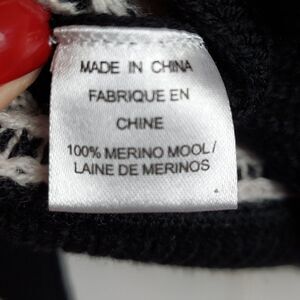 MADE IN CHINA
FABRIQUE EN
CHINE
100% MERINO MOOL/
LAINE DE MERINOS